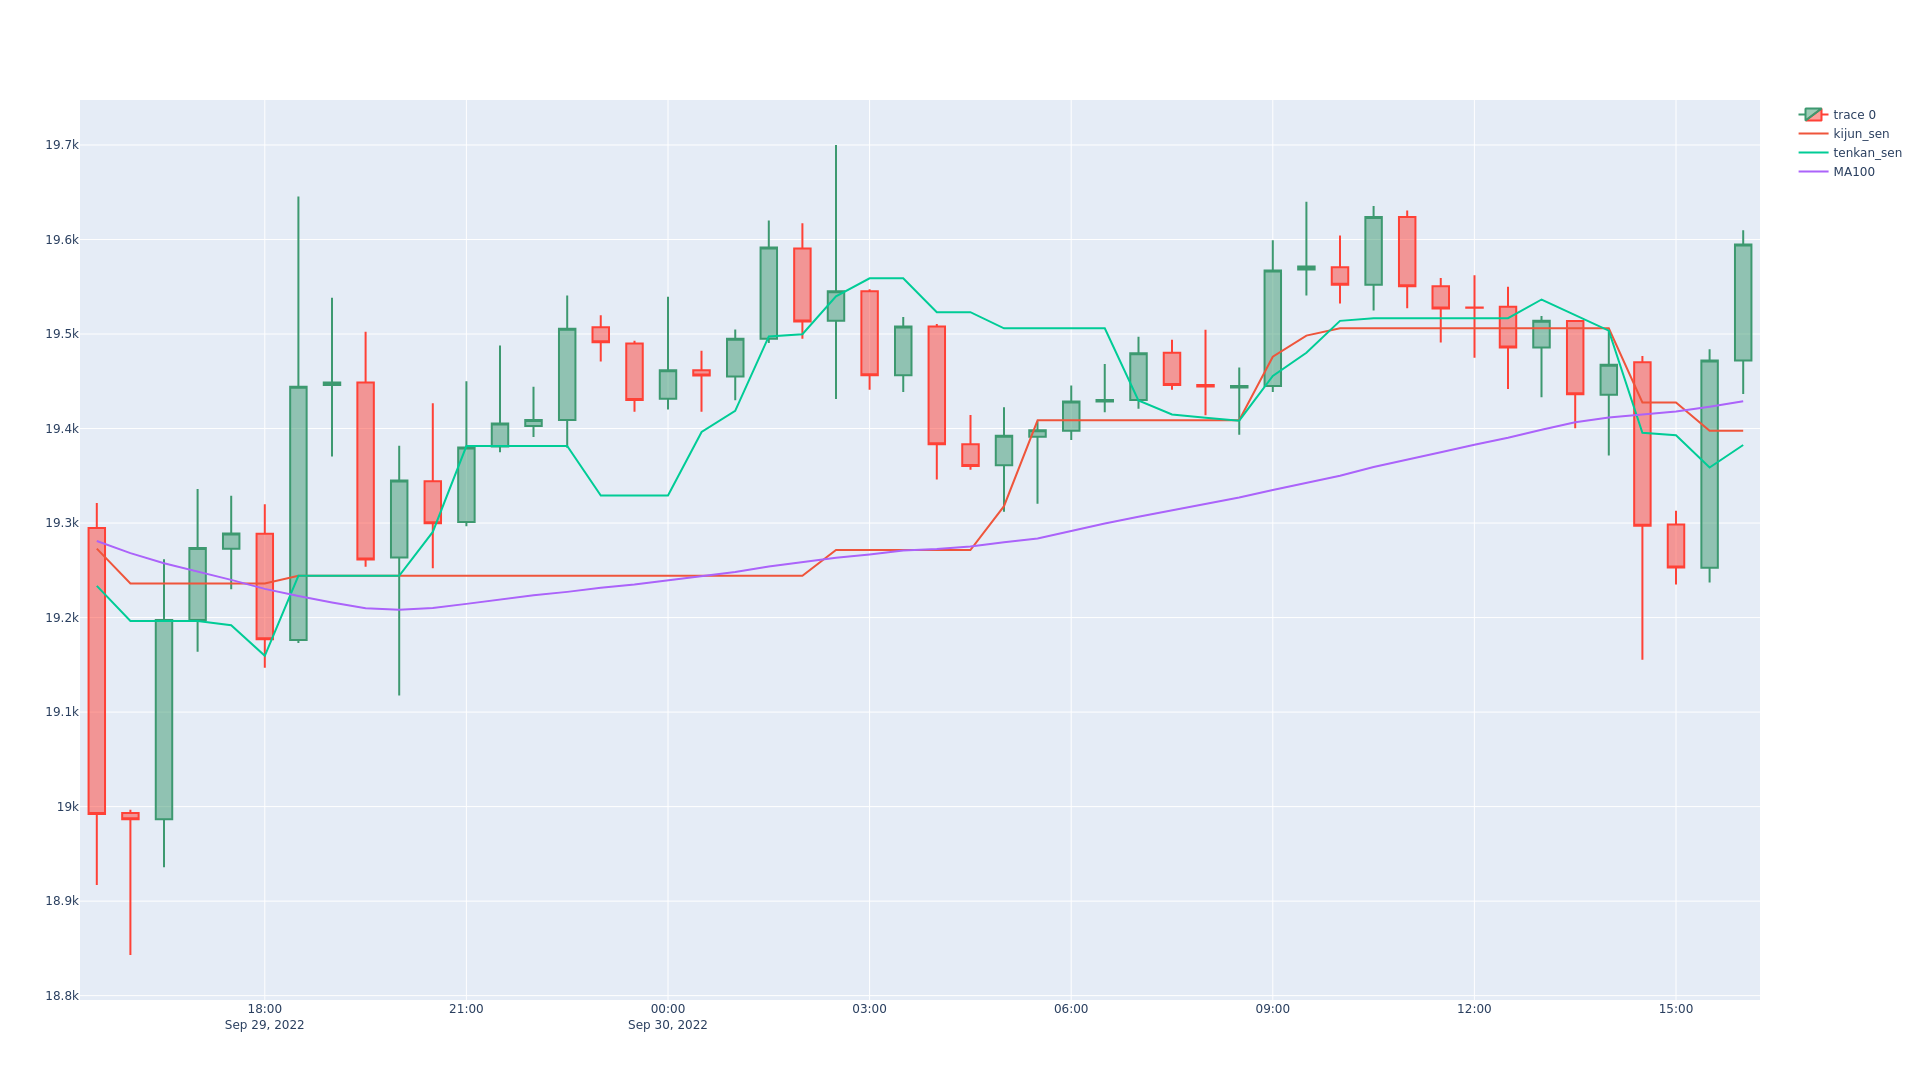 trace 0
kijun_sen
tenkan_sen
MA100
19.7k
19.6k
19.5k
19.4k
19.3k
19.2k
19.1k
19k
18.9k
18.8k
18:00 21:00 00:00 03:00 06:00 09:00 12:00 15:00
Sep 29, 2022 Sep 30, 2022